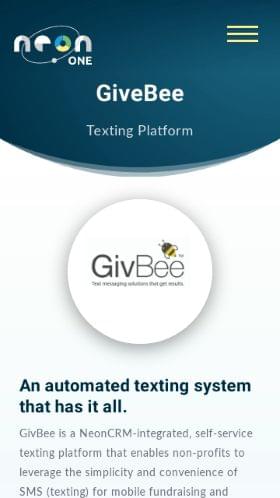 neon
ONE
GiveBee
Texting Platform
GivBee™
Text messaging solutions that get results.
An automated texting system
that has it all.
GivBee is a NeonCRM-integrated, self-service
texting platform that enables non-profits to
leverage the simplicity and convenience of
SMS (texting) for mobile fundraising and